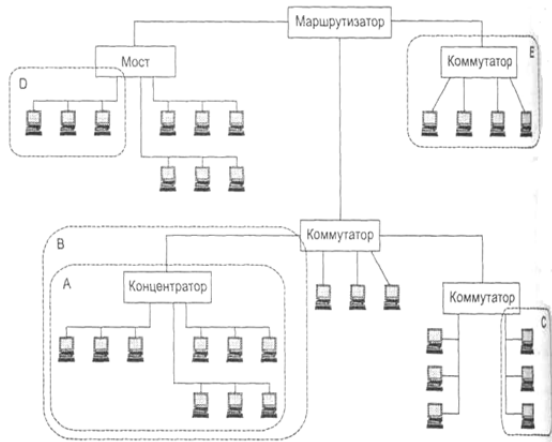 Маршрутизатор
Мост
Коммутатор
E
D
Коммутатор
B
A
Концентратор
Коммутатор
C